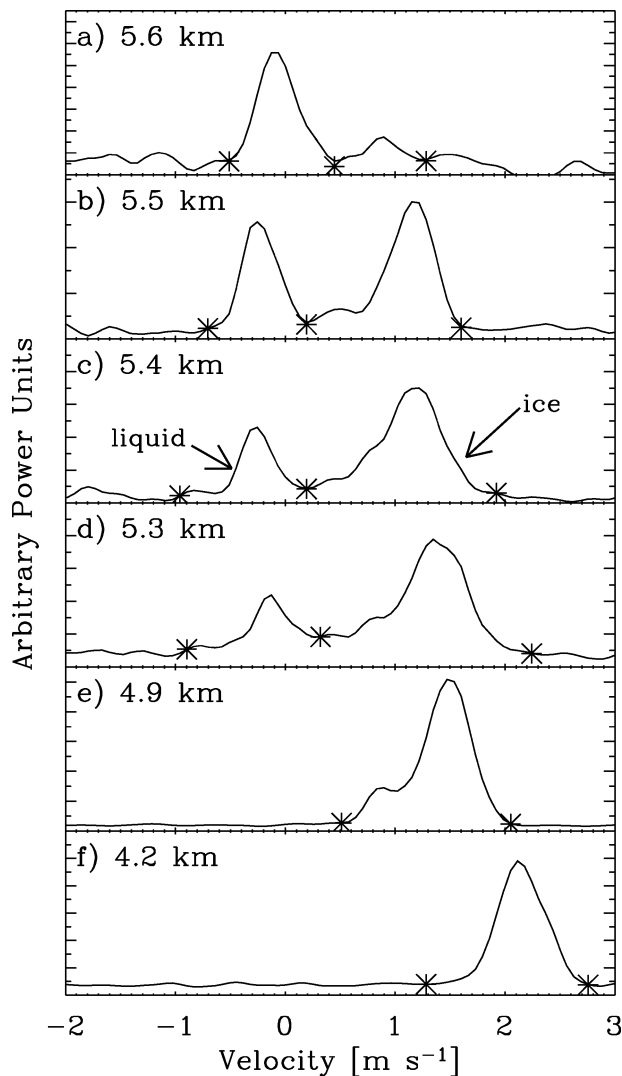 a) 5.6 km
b) 5.5 km
c) 5.4 km
liquid
ice
d) 5.3 km
e) 4.9 km
f) 4.2 km
Arbitrary Power Units
−2 −1 0 1 2 3
Velocity [m s⁻¹]